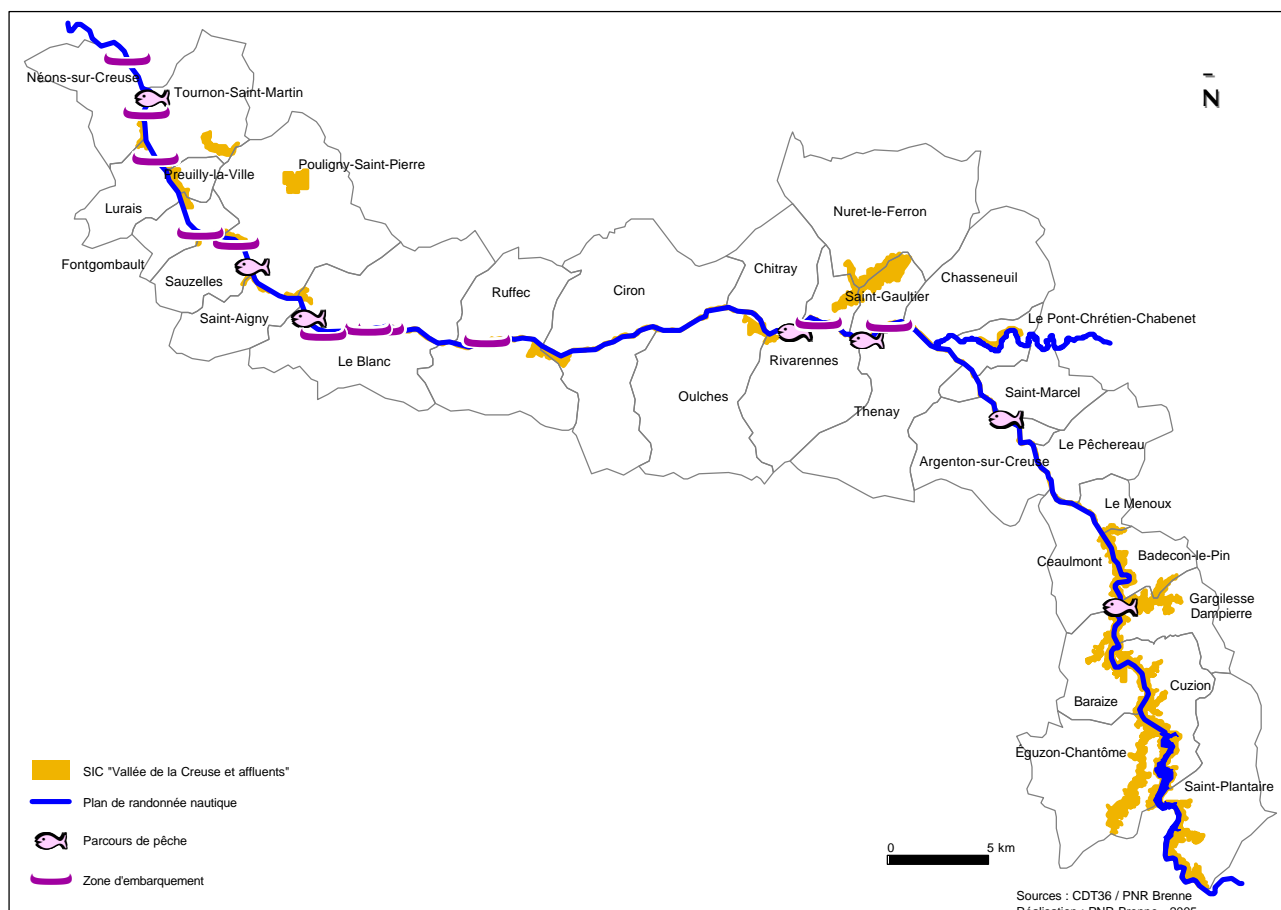 Néons-sur-Creuse
Tournon-Saint-Martin
N
Pouligny-Saint-Pierre
Preuilly-la-Ville
Lurais
Nuret-le-Ferron
Fontgombault
Sauzelles
Chitray
Chasseneuil
Ruffec
Ciron
Saint-Gaultier
Saint-Aigny
Le Pont-Chrétien-Chabenet
Le Blanc
Rivarennes
Oulches
Saint-Marcel
Thenay
Le Pêchereau
Argenton-sur-Creuse
Le Menoux
Ceaulmont
Badecon-le-Pin
Gargilesse
Dampierre
Cuzion
Baraize
Éguzon-Chantôme
Saint-Plantaire
SIC "Vallée de la Creuse et affluents"
Plan de randonnée nautique
Parcours de pêche
Zone d'embarquement
0 5 km
Sources : CDT36 / PNR Brenne
Réalisation : PNR Brenne - 2005